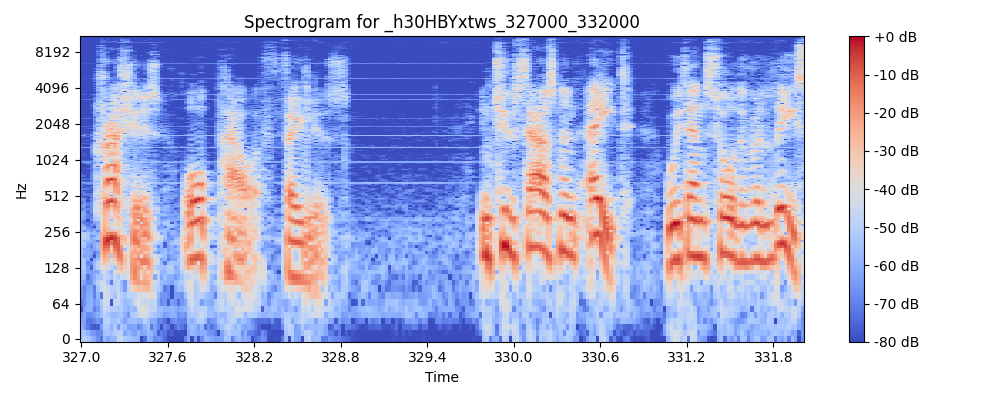 Spectrogram for _h30HBYxtws_327000_332000
Hz
8192
4096
2048
1024
512
256
128
64
0
327.0 327.6 328.2 328.8 329.4 330.0 330.6 331.2 331.8
Time
+0 dB
-10 dB
-20 dB
-30 dB
-40 dB
-50 dB
-60 dB
-70 dB
-80 dB